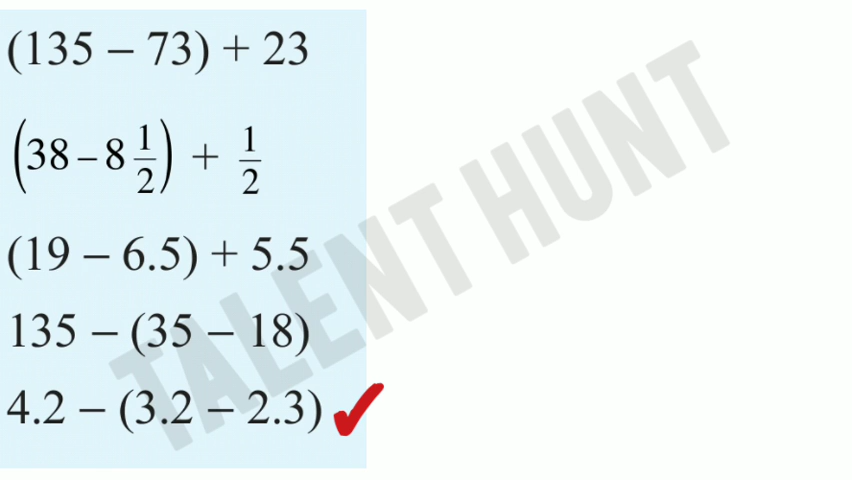 (135 – 73) + 23
(38 – 8 1/2) + 1/2
(19 – 6.5) + 5.5
135 – (35 – 18)
4.2 – (3.2 – 2.3)
TALENT HUNT